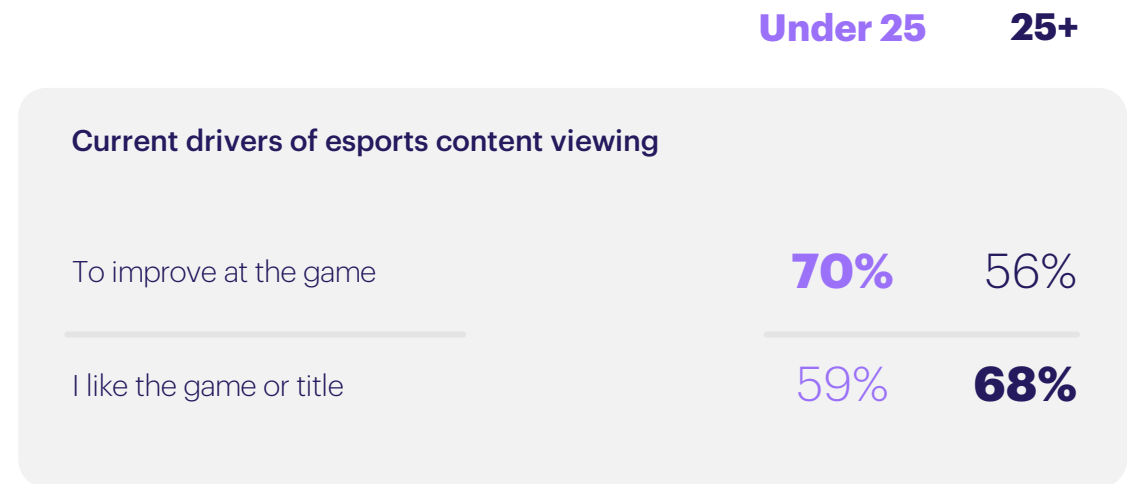 Under 25 25+
Current drivers of esports content viewing
To improve at the game 70% 56%
I like the game or title 59% 68%